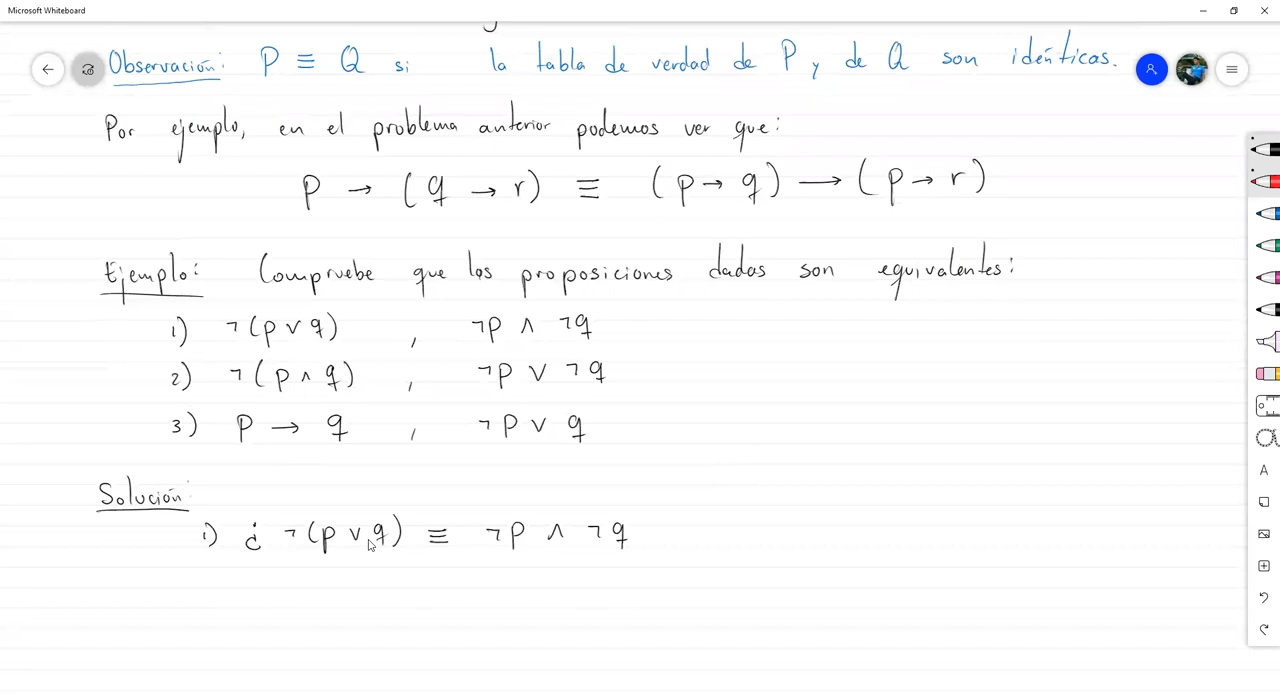 Microsoft Whiteboard
Observación: P ≡ Q si la tabla de verdad de P y de Q son idénticas.
Por ejemplo, en el problema anterior podemos ver que:
p → (q → r) ≡ (p → q) → (p → r)
Ejemplo: Compruebe que las proposiciones dadas son equivalentes:
1) ¬(p ∨ q) , ¬p ∧ ¬q
2) ¬(p ∧ q) , ¬p ∨ ¬q
3) p → q , ¬p ∨ q
Solución:
1) ¿ ¬(p ∨ q) ≡ ¬p ∧ ¬q
A